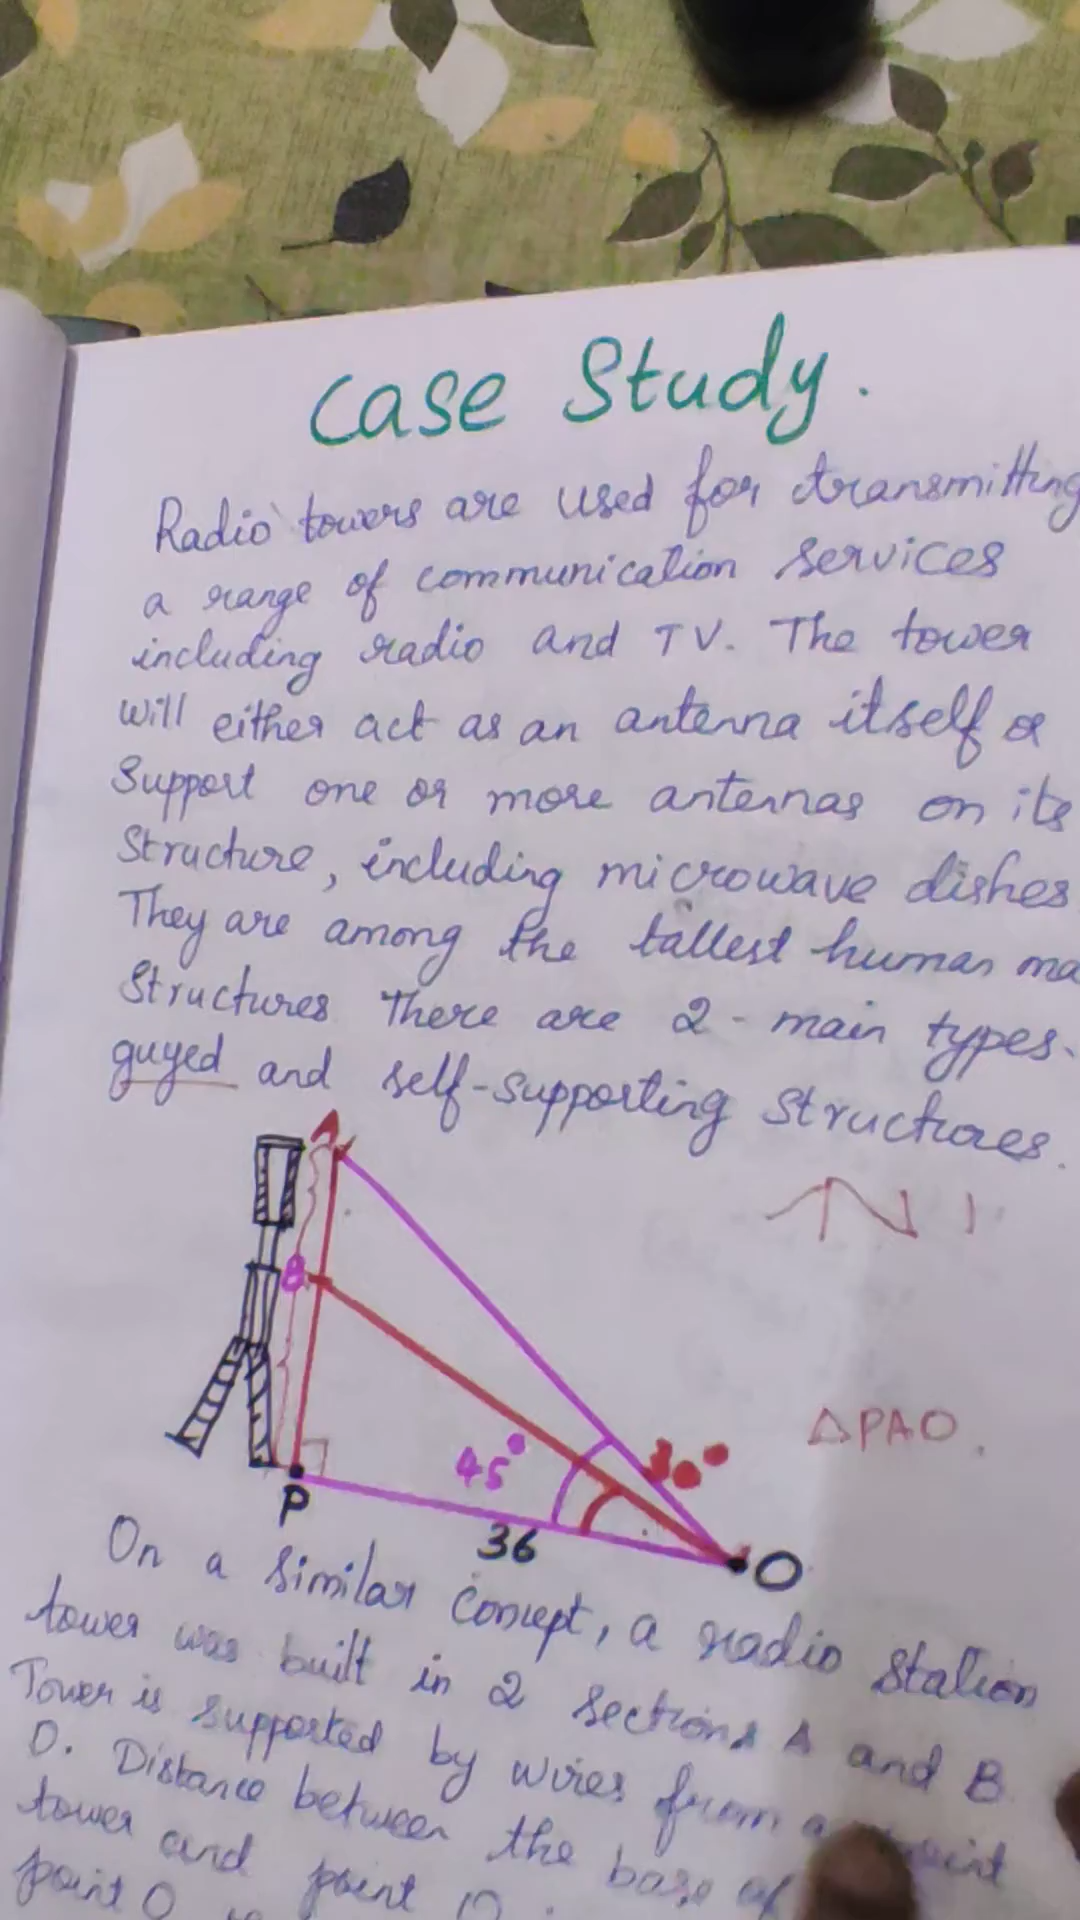 Case Study.
Radio towers are used for transmitting
a range of communication services
including radio and TV. The tower
will either act as an antenna itself or
Support one or more antennas on its
Structure, including microwave dishes
They are among the tallest human ma
Structures There are 2 - main types.
guyed and self-supporting Structures.
A
B
45°
30°
ΔPAO.
P
36
O
On a similar concept, a radio station
tower was built in 2 sections A and B
Tower is supported by wires from a point
O. Distance between the base of
tower and point O
point O